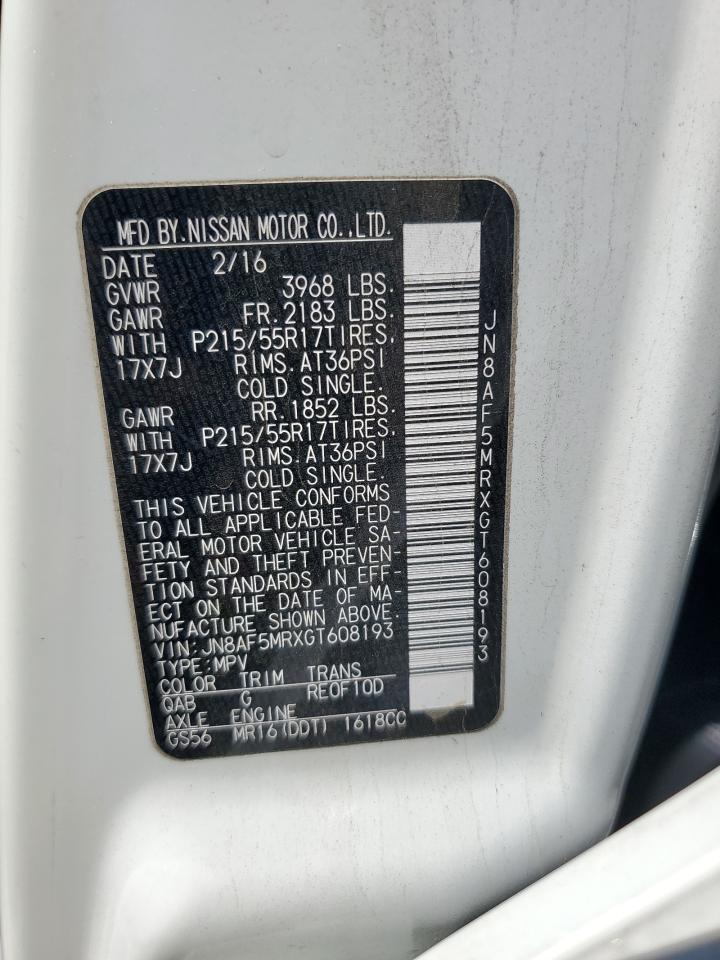 MFD BY.NISSAN MOTOR CO.,LTD.
DATE 2/16
GVWR 3968 LBS.
GAWR FR.2183 LBS.
WITH P215/55R17TIRES,
17X7J RIMS.AT36PSI
COLD SINGLE.
GAWR RR.1852 LBS.
WITH P215/55R17TIRES,
17X7J RIMS.AT36PSI
COLD SINGLE.
THIS VEHICLE CONFORMS
TO ALL APPLICABLE FED-
ERAL MOTOR VEHICLE SA-
FETY AND THEFT PREVEN-
TION STANDARDS IN EFF-
ECT ON THE DATE OF MA-
NUFACTURE SHOWN ABOVE.
VIN:JN8AF5MRXGT608193
TYPE:MPV
COLOR TRIM TRANS
QAB G RE0F10D
AXLE ENGINE
GS56 MR16(DDT) 1618CC
JN8AF5MRXGT608193